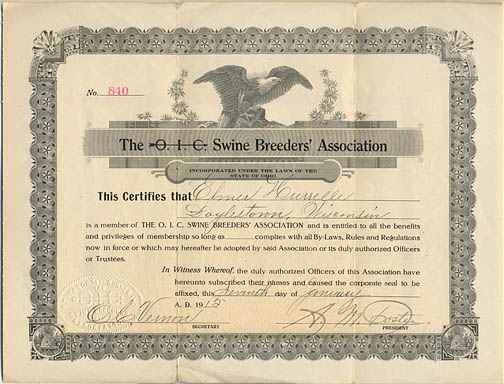 No. 840
The O. I. C. Swine Breeders' Association
INCORPORATED UNDER THE LAWS OF THE
STATE OF OHIO
This Certifies that Elmer
Doylestown, Wisconsin
is a member of THE O. I. C. SWINE BREEDERS' ASSOCIATION and is entitled to all the benefits
and privileges of membership so long as he complies with all By-Laws, Rules and Regulations
now in force or which may hereafter be adopted by said Association or its duly authorized Officers
or Trustees.
In Witness Whereof, the duly authorized Officers of this Association have
hereunto subscribed their names and caused the corporate seal to be
affixed, this Seventh day of January
A. D. 1915
OIC
O. C. Vernon
SECRETARY
PRESIDENT